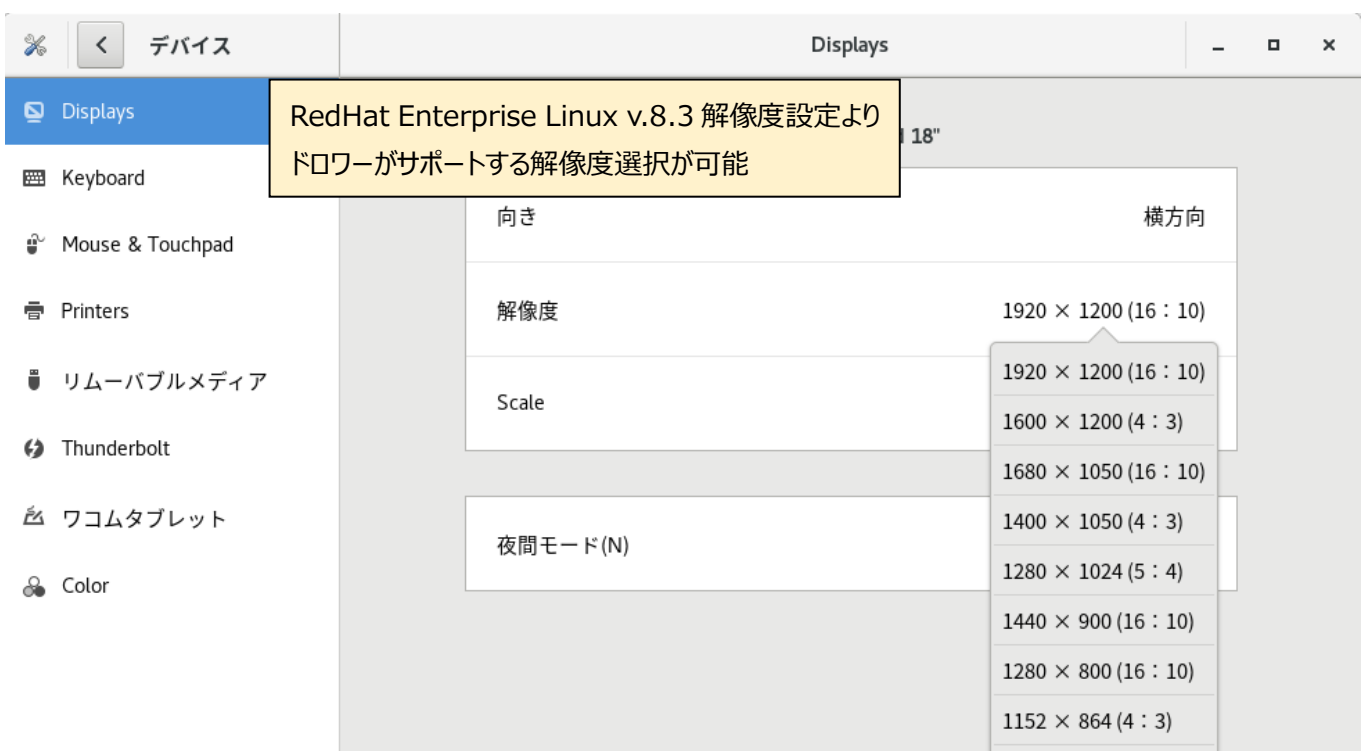 デバイス
Displays
Displays
Keyboard
Mouse & Touchpad
Printers
リムーバブルメディア
Thunderbolt
ワコムタブレット
Color
RedHat Enterprise Linux v.8.3 解像度設定より
ドロワーがサポートする解像度選択が可能
18"
向き 横方向
解像度 1920 × 1200 (16：10)
Scale
夜間モード(N)
1920 × 1200 (16：10)
1600 × 1200 (4：3)
1680 × 1050 (16：10)
1400 × 1050 (4：3)
1280 × 1024 (5：4)
1440 × 900 (16：10)
1280 × 800 (16：10)
1152 × 864 (4：3)